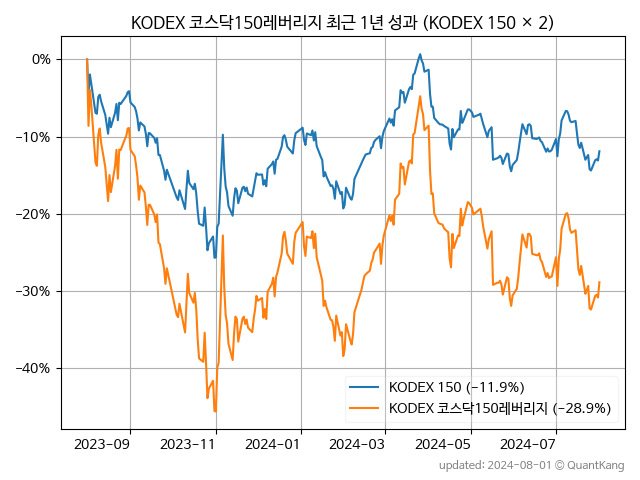 KODEX 코스닥150레버리지 최근 1년 성과 (KODEX 150 × 2)
0%
−10%
−20%
−30%
−40%
KODEX 150 (−11.9%)
KODEX 코스닥150레버리지 (−28.9%)
2023-09 2023-11 2024-01 2024-03 2024-05 2024-07
updated: 2024-08-01 © QuantKang